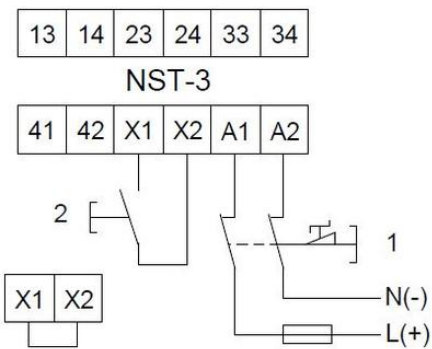 13 14 23 24 33 34
NST-3
41 42 X1 X2 A1 A2
2
1
X1 X2
N(-)
L(+)